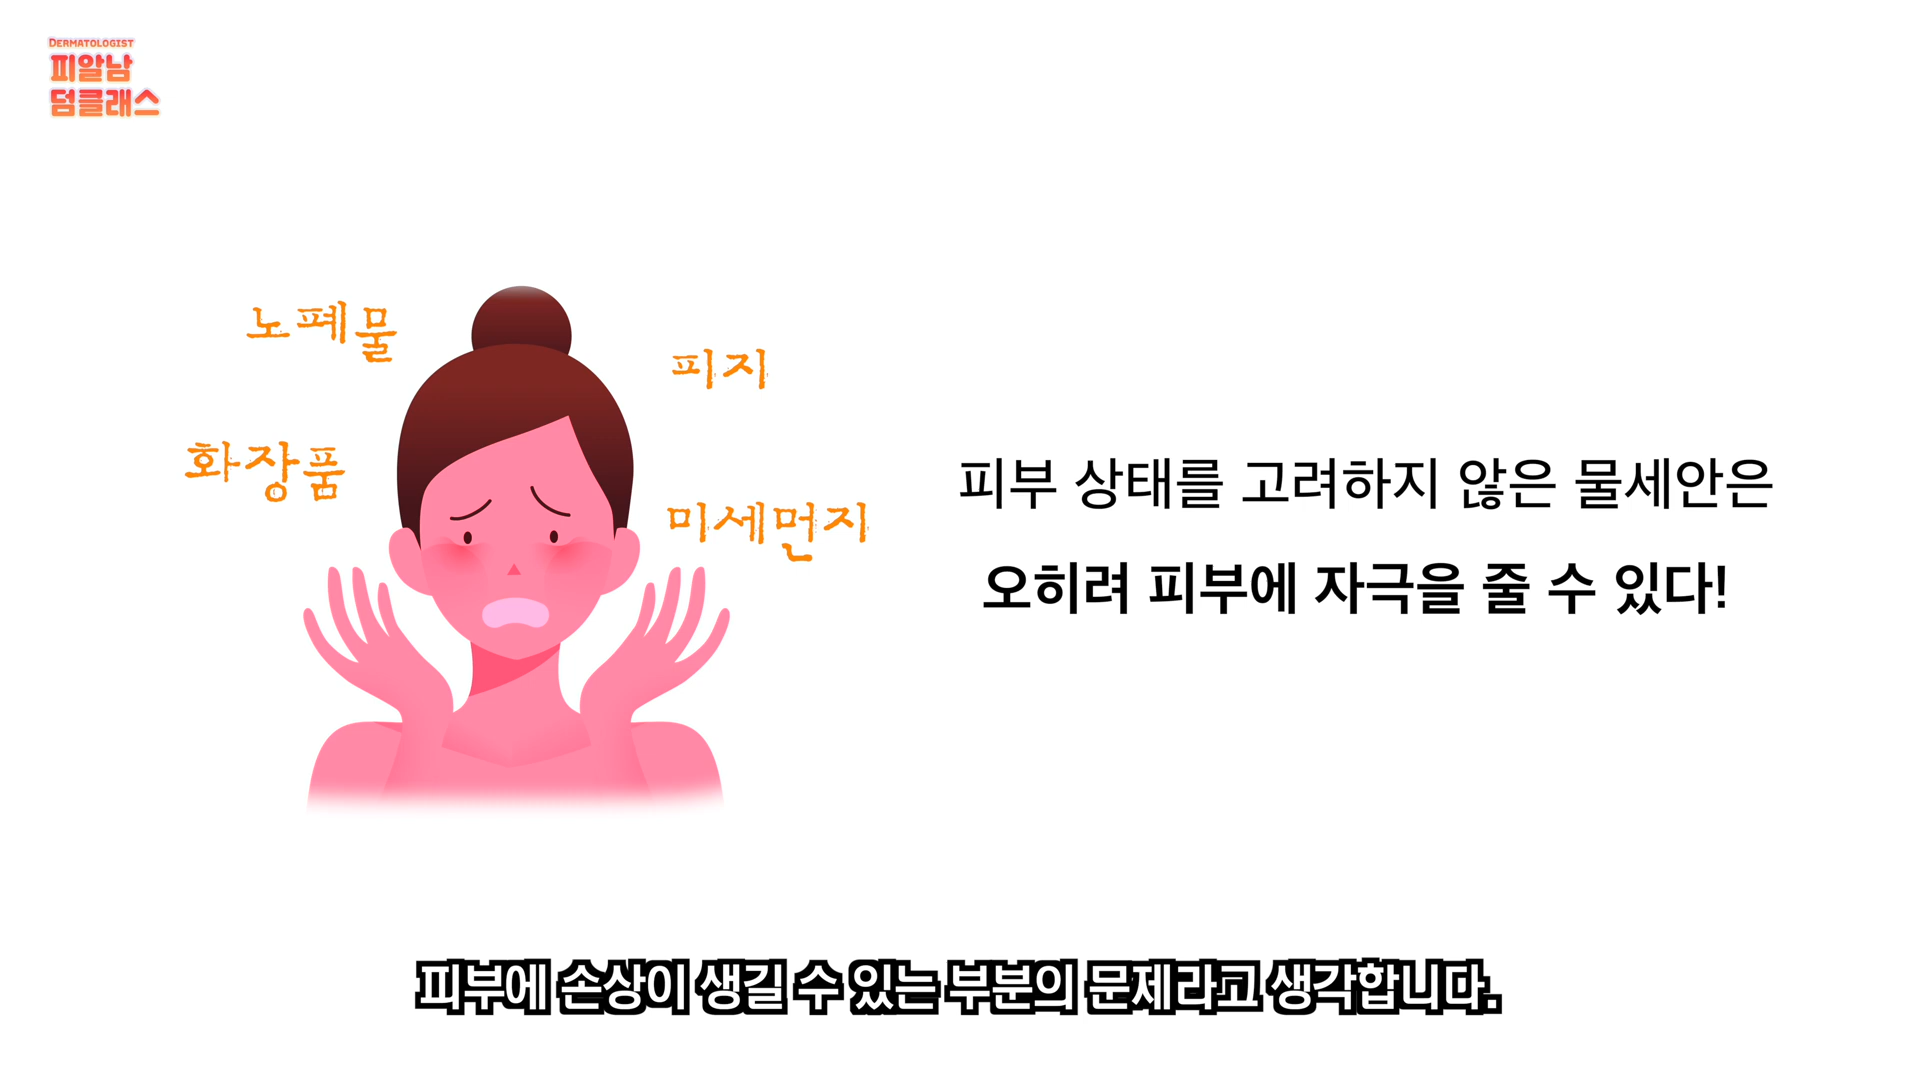 DERMATOLOGIST
피알남
덤클래스
노폐물
피지
화장품
미세먼지
피부 상태를 고려하지 않은 물세안은
오히려 피부에 자극을 줄 수 있다!
피부에 손상이 생길 수 있는 부분의 문제라고 생각합니다.